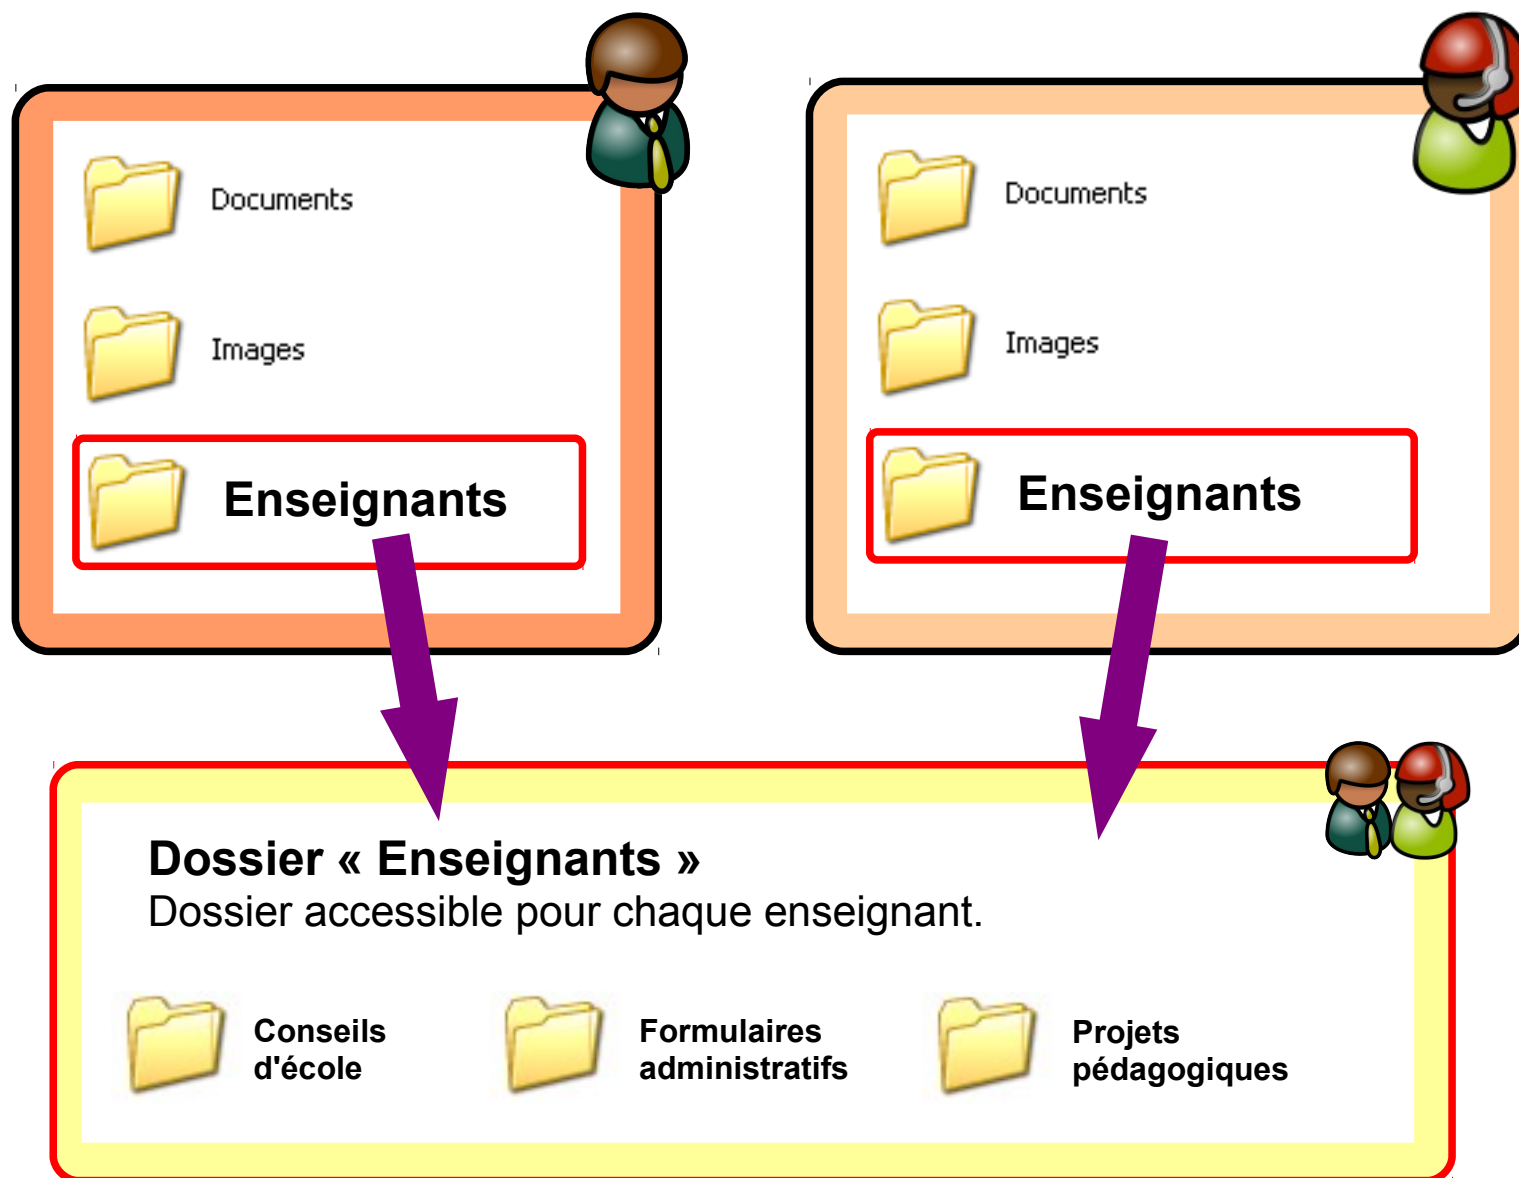 Documents
Images
Enseignants
Documents
Images
Enseignants
Dossier « Enseignants »
Dossier accessible pour chaque enseignant.
Conseils
d'école
Formulaires
administratifs
Projets
pédagogiques